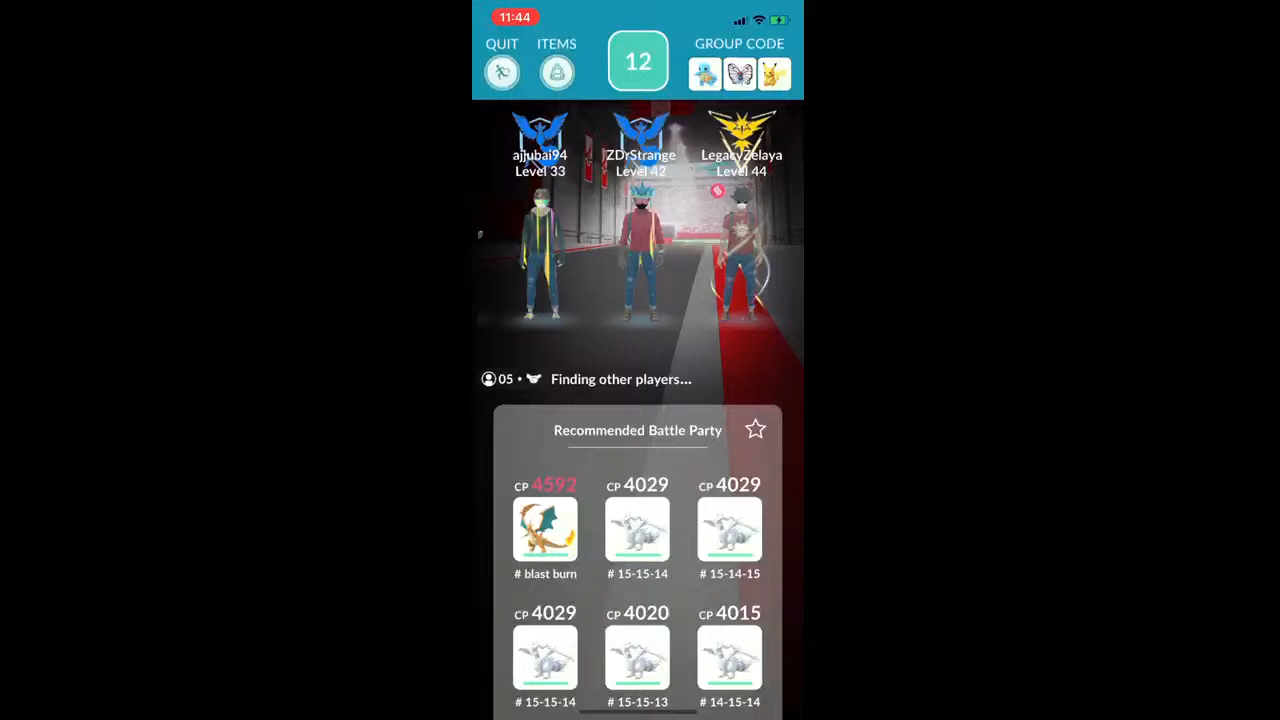 11:44
QUIT ITEMS 12 GROUP CODE
ajjubai94 ZDrStrange LegacyZelaya
Level 33 Level 42 Level 44
05 • Finding other players...
Recommended Battle Party
CP 4592 CP 4029 CP 4029
# blast burn # 15-15-14 # 15-14-15
CP 4029 CP 4020 CP 4015
# 15-15-14 # 15-15-13 # 14-15-14